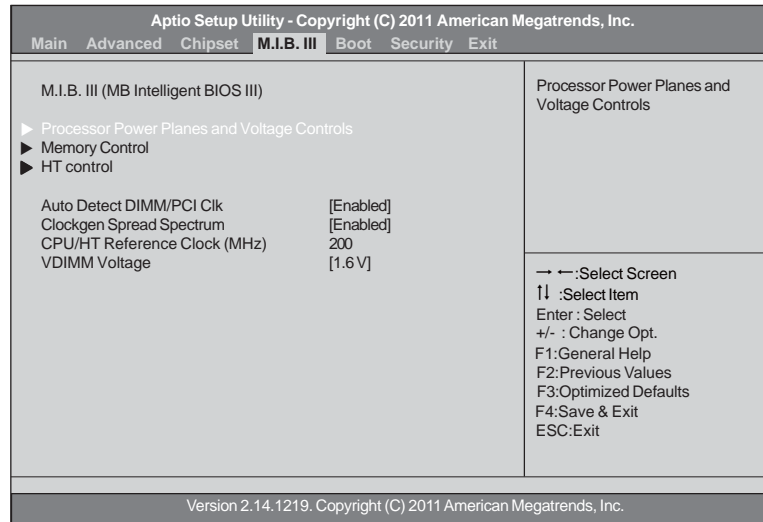 Aptio Setup Utility - Copyright (C) 2011 American Megatrends, Inc.
Main Advanced Chipset M.I.B. III Boot Security Exit
M.I.B. III (MB Intelligent BIOS III)
▶ Processor Power Planes and Voltage Controls
▶ Memory Control
▶ HT control
Auto Detect DIMM/PCI Clk [Enabled]
Clockgen Spread Spectrum [Enabled]
CPU/HT Reference Clock (MHz) 200
VDIMM Voltage [1.6 V]
Processor Power Planes and
Voltage Controls
→ ←:Select Screen
↑↓ :Select Item
Enter : Select
+/- : Change Opt.
F1:General Help
F2:Previous Values
F3:Optimized Defaults
F4:Save & Exit
ESC:Exit
Version 2.14.1219. Copyright (C) 2011 American Megatrends, Inc.